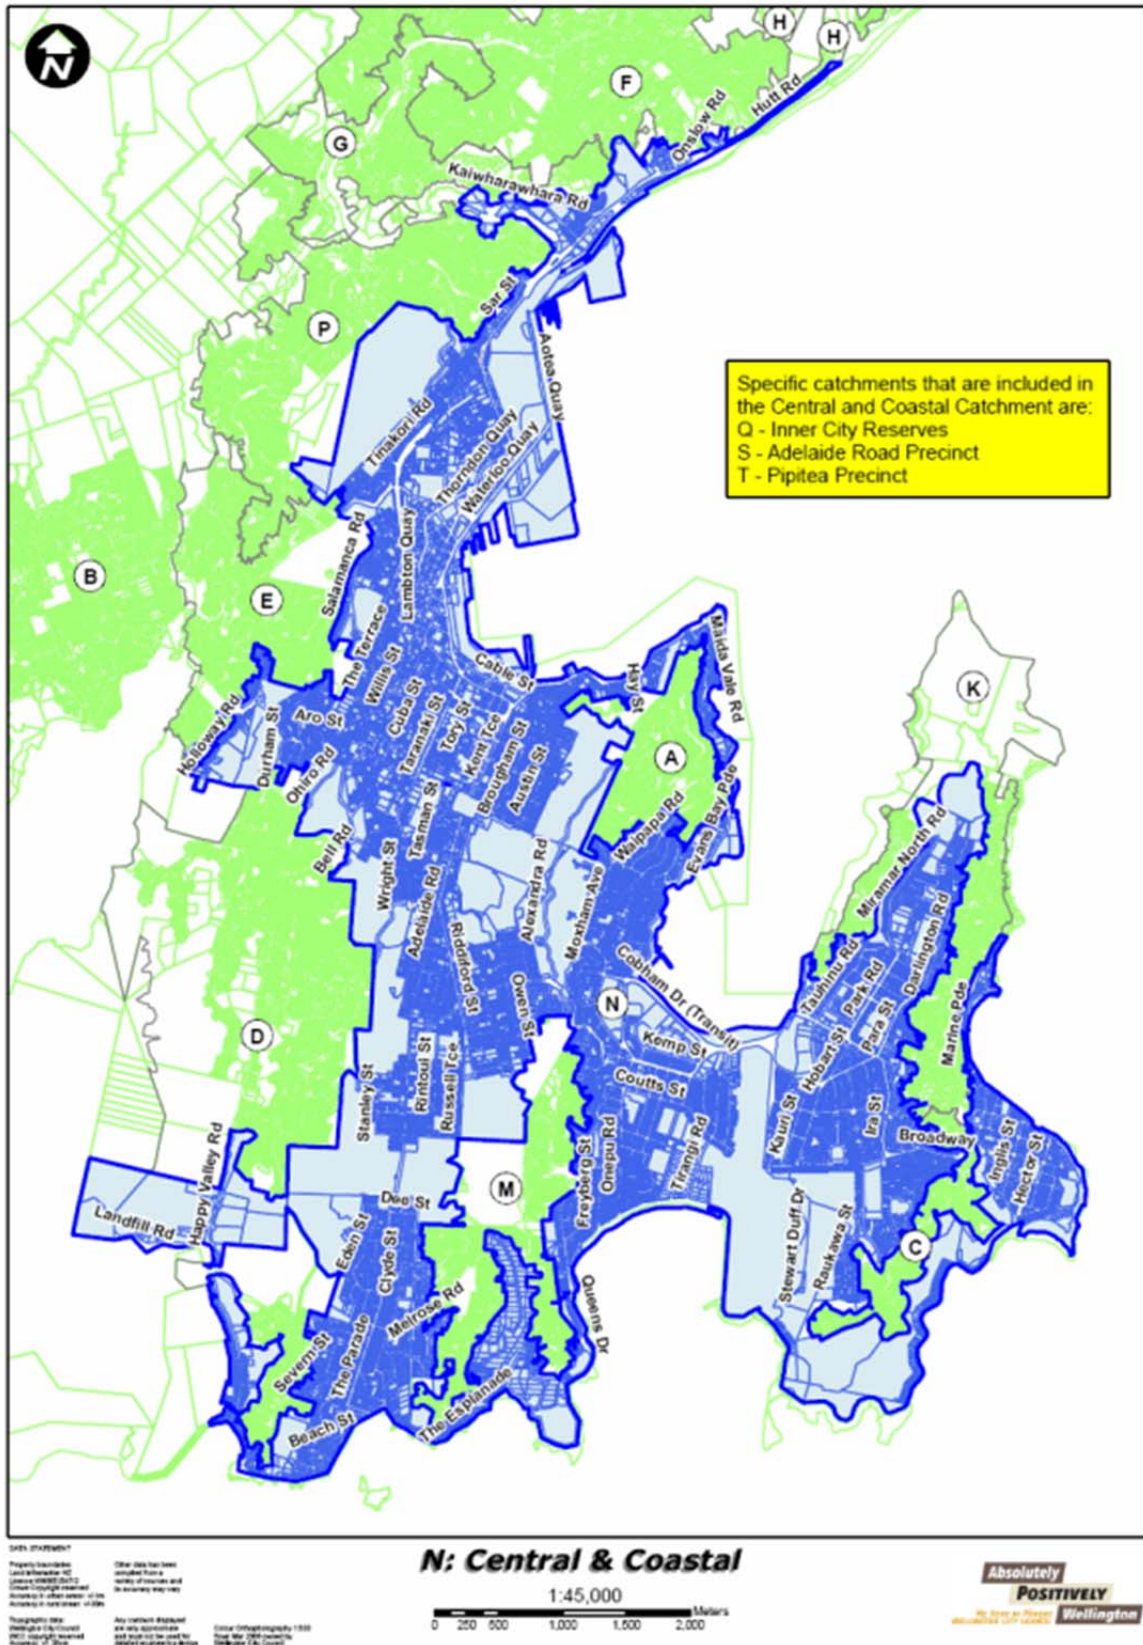 N
H
H
F
G
Hutt Rd
Onslow Rd
Kaiwharawhara Rd
Sar St
P
Aotea Quay
Specific catchments that are included in
the Central and Coastal Catchment are:
Q - Inner City Reserves
S - Adelaide Road Precinct
T - Pipitea Precinct
Tinakori Rd
Thorndon Quay
Waterloo Quay
Salamanca Rd
Lambton Quay
B
E
The Terrace
Willis St
Cable St
Hay St
Maida Vale Rd
K
Holloway Rd
Durham St
Aro St
Cuba St
Taranaki St
Tory St
Kent Tce
Brougham St
Austin St
A
Ohiro Rd
Bell Rd
Tasman St
Waipapa Rd
Evans Bay Pde
Miramar North Rd
Wright St
Adelaide Rd
Alexandra Rd
Moxham Ave
Riddiford St
Owen St
Cobham Dr (Transit)
Tauhinu Rd
Park Rd
Darlington Rd
N
D
Kemp St
Hobart St
Para St
Marine Pde
Stanley St
Rintoul St
Russell Tce
Coutts St
Kauri St
Ira St
Broadway
Inglis St
Hector St
Happy Valley Rd
Landfill Rd
Dee St
M
Freyberg St
Onepu Rd
Tirangi Rd
Eden St
Clyde St
Stewart Duff Dr
Raukawa St
C
Severn St
The Parade
Melrose Rd
Queens Dr
Beach St
The Esplanade
DATA STATEMENT
N: Central & Coastal
1:45,000
Meters
0 250 500 1,000 1,500 2,000
Absolutely
POSITIVELY
Wellington